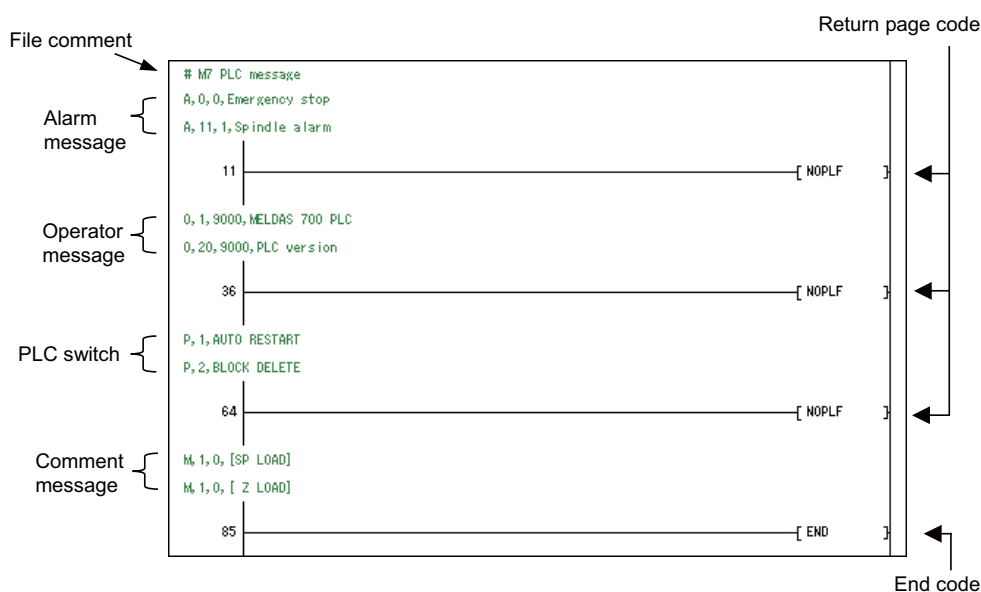 Return page code
File comment
# M7 PLC message
A,0,0,Emergency stop
Alarm
message
A,11,1,Spindle alarm
11 [ NOPLF ]
O,1,9000,MELDAS 700 PLC
Operator
message
O,20,9000,PLC version
36 [ NOPLF ]
P,1,AUTO RESTART
PLC switch
P,2,BLOCK DELETE
64 [ NOPLF ]
Comment
message
M,1,0,[SP LOAD]
M,1,0,[ Z LOAD]
85 [ END ]
End code